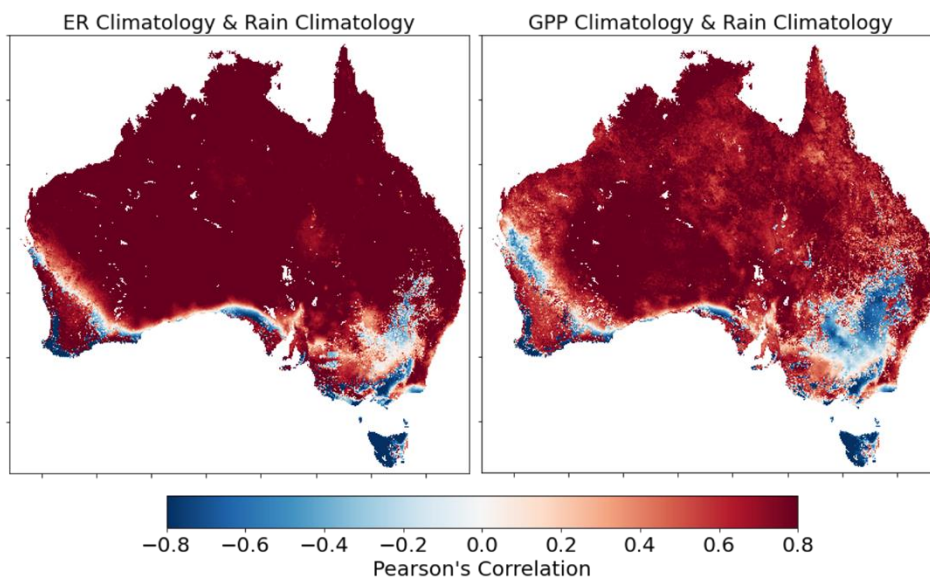 ER Climatology & Rain Climatology
GPP Climatology & Rain Climatology
−0.8 −0.6 −0.4 −0.2 0.0 0.2 0.4 0.6 0.8
Pearson's Correlation